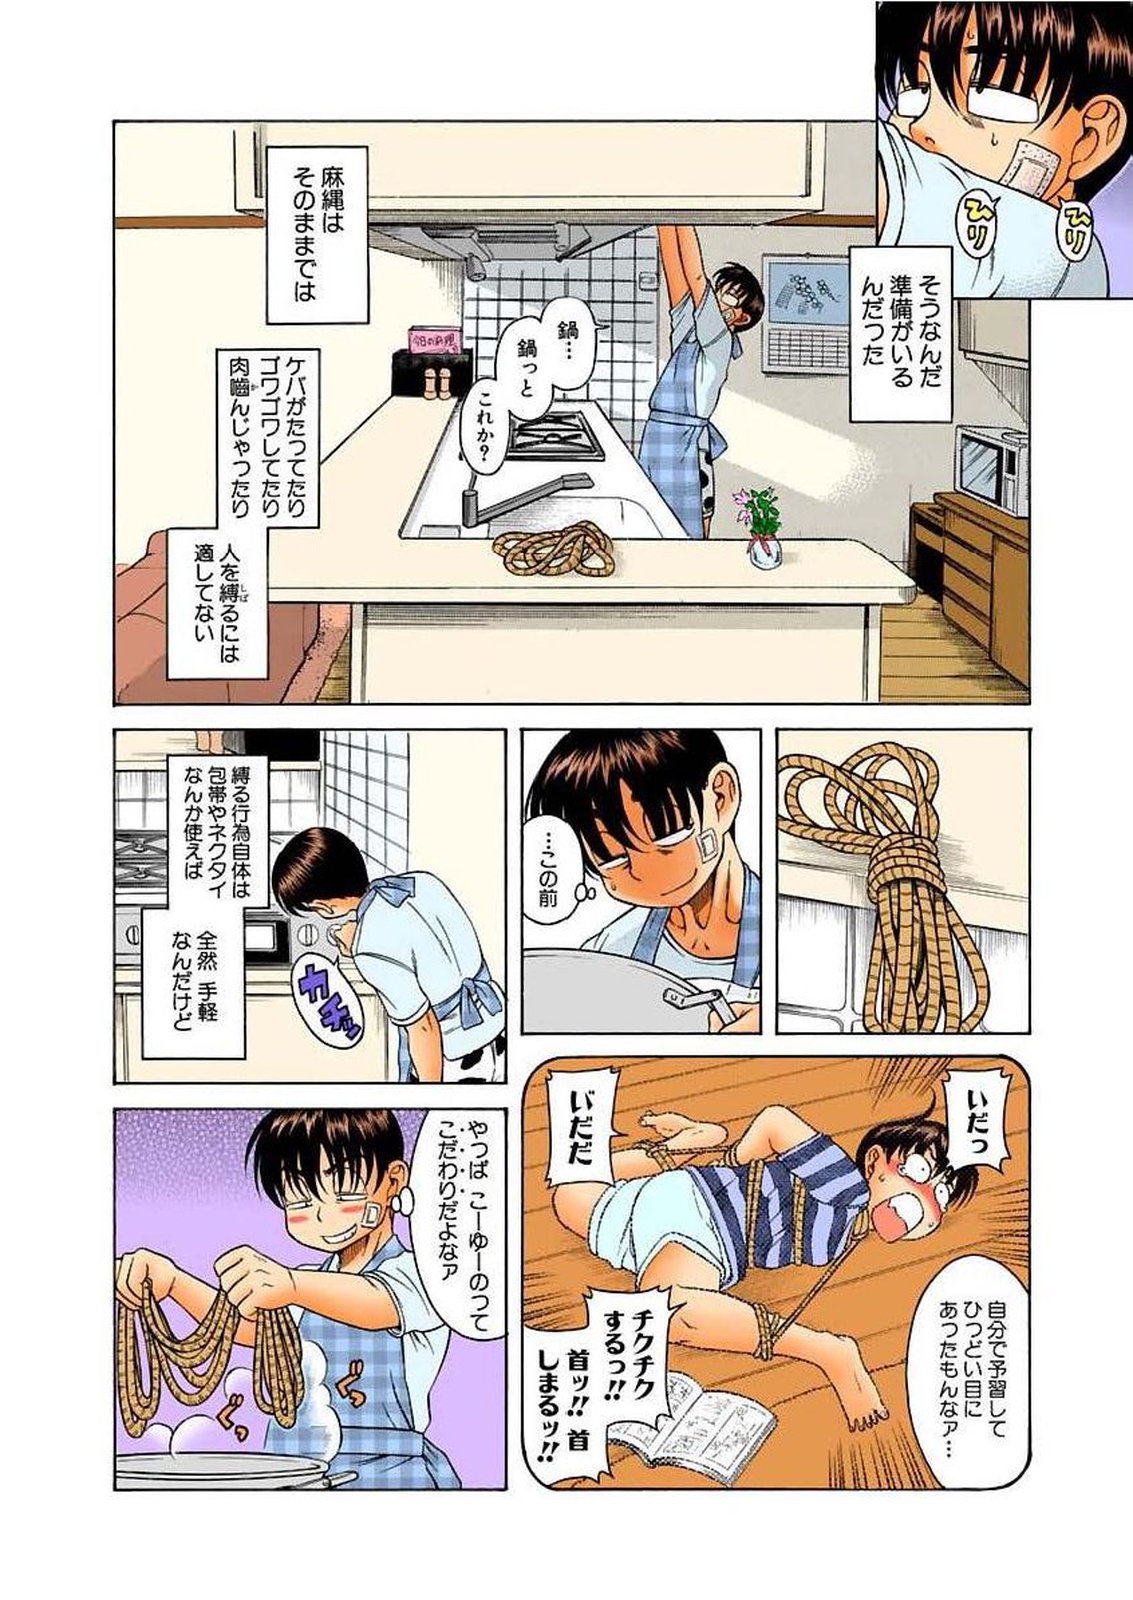 ひり
ひり
そうなんだ
準備がいる
んだった
鍋…
鍋っと
これか?
今日の料理
麻縄は
そのままでは
ケバがたってたり
ゴワゴワしてたり
肉嚙んじゃったり
人を縛るには
適してない
…この前
縛る行為自体は
包帯やネクタイ
なんか使えば
全然 手軽
なんだけど
カチッ
いだっ
いだだ
自分で予習して
ひっどい目に
あったもんなァ…
チクチク
するっ!!
首ッ!! 首
しまるッ!!
やっぱ こーゆーのって
こだわりだよなァ
ぐっ
ぐっ